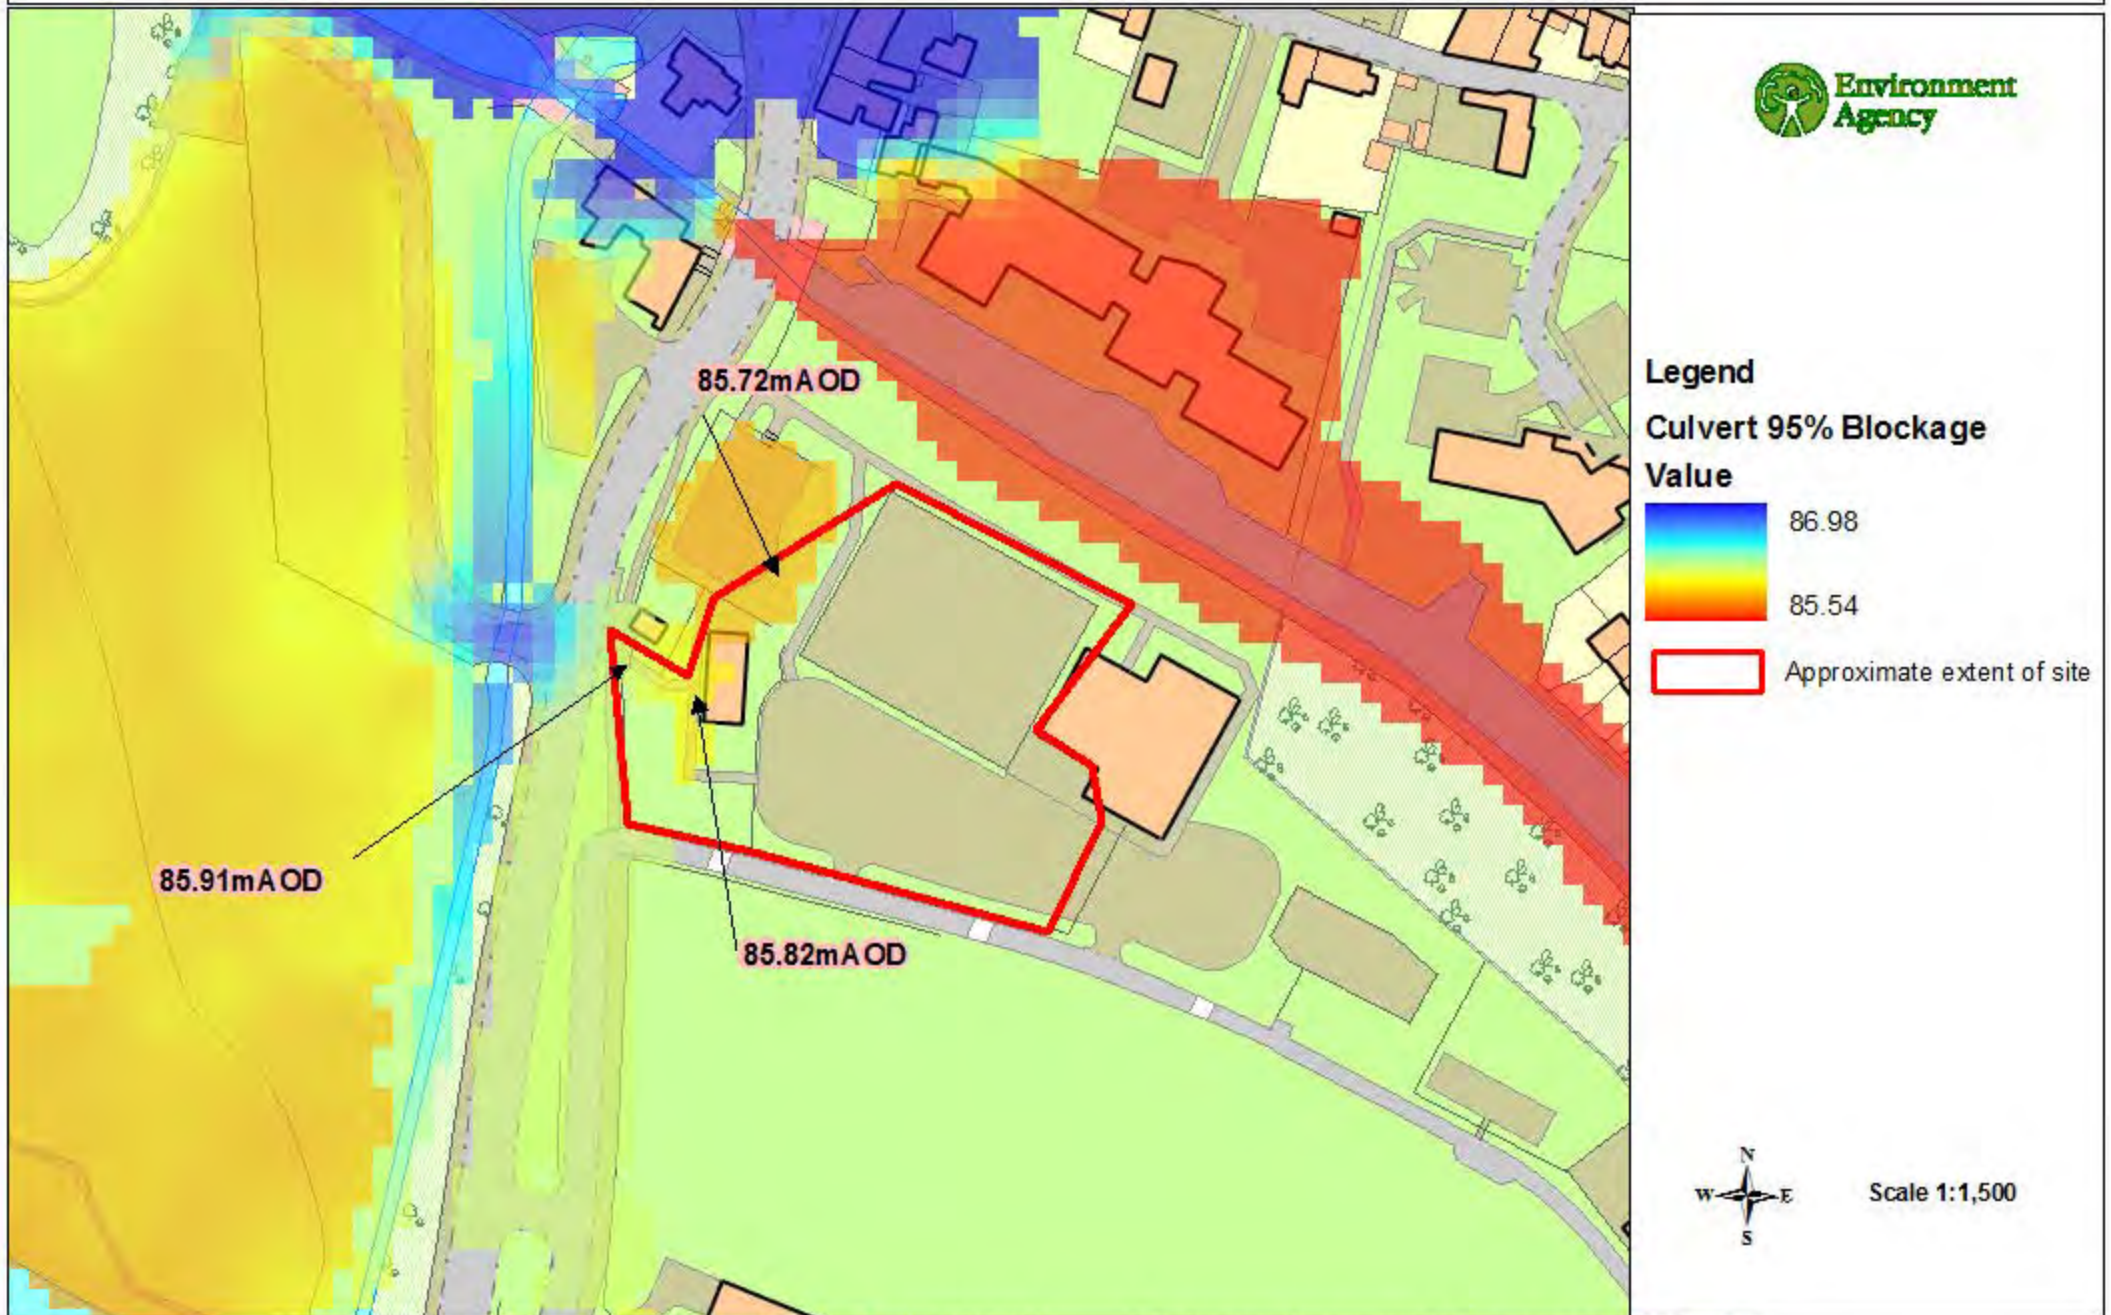 85.72mAOD
85.91mAOD
85.82mAOD
Environment
Agency
Legend
Culvert 95% Blockage
Value
86.98
85.54
Approximate extent of site
N
W E
S
Scale 1:1,500